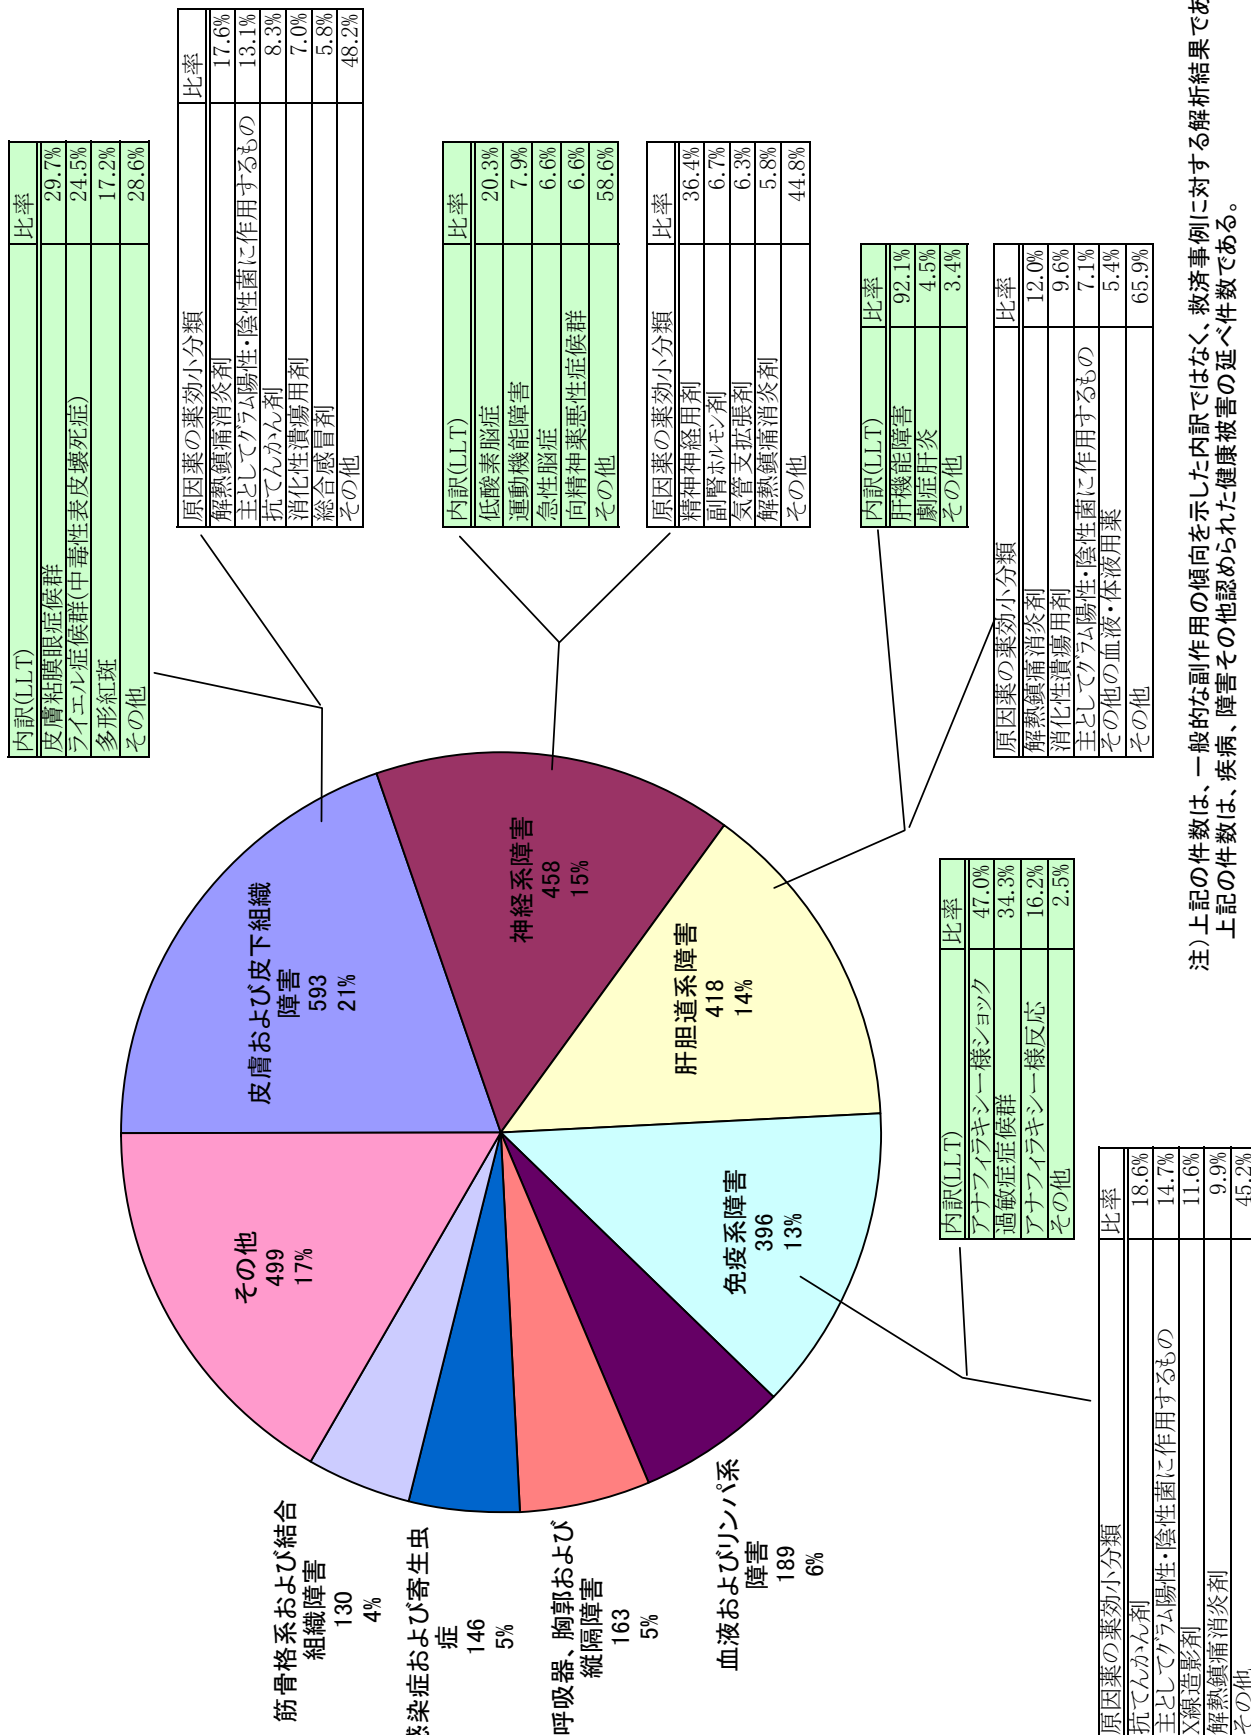 内訳(LLT) 比率
皮膚粘膜眼症候群 29.7%
ライエル症候群(中毒性表皮壊死症) 24.5%
多形紅斑 17.2%
その他 28.6%
原因薬の薬効小分類 比率
解熱鎮痛消炎剤 17.6%
主としてグラム陽性・陰性菌に作用するもの 13.1%
抗てんかん剤 8.3%
消化性潰瘍用剤 7.0%
総合感冒剤 5.8%
その他 48.2%
内訳(LLT) 比率
低酸素脳症 20.3%
運動機能障害 7.9%
急性脳症 6.6%
向精神薬悪性症候群 6.6%
その他 58.6%
原因薬の薬効小分類 比率
精神神経用剤 36.4%
副腎ホルモン剤 6.7%
気管支拡張剤 6.3%
解熱鎮痛消炎剤 5.8%
その他 44.8%
内訳(LLT) 比率
肝機能障害 92.1%
劇症肝炎 4.5%
その他 3.4%
原因薬の薬効小分類 比率
解熱鎮痛消炎剤 12.0%
消化性潰瘍用剤 9.6%
主としてグラム陽性・陰性菌に作用するもの 7.1%
その他の血液・体液用薬 5.4%
その他 65.9%
内訳(LLT) 比率
アナフィラキシー様ショック 47.0%
過敏症症候群 34.3%
アナフィラキシー様反応 16.2%
その他 2.5%
原因薬の薬効小分類 比率
抗てんかん剤 18.6%
主としてグラム陽性・陰性菌に作用するもの 14.7%
X線造影剤 11.6%
解熱鎮痛消炎剤 9.9%
その他 45.2%
皮膚および皮下組織
障害
593
21%
神経系障害
458
15%
肝胆道系障害
418
14%
免疫系障害
396
13%
血液およびリンパ系
障害
189
6%
呼吸器、胸郭および
縦隔障害
163
5%
感染症および寄生虫
症
146
5%
筋骨格系および結合
組織障害
130
4%
その他
499
17%
注)上記の件数は、一般的な副作用の傾向を示した内訳ではなく、救済事例に対する解析結果であ
上記の件数は、疾病、障害その他認められた健康被害の延べ件数である。